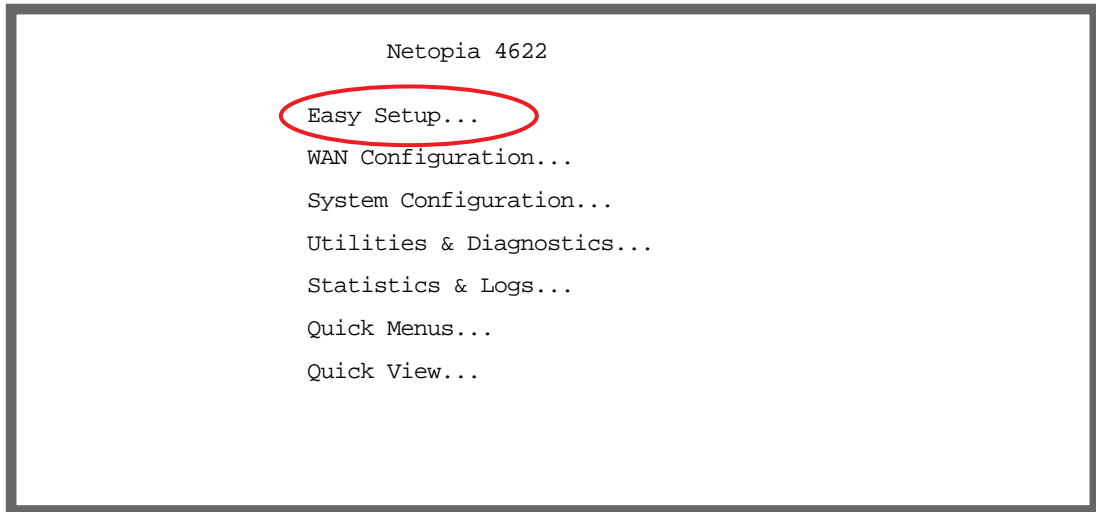 Netopia 4622
Easy Setup...
WAN Configuration...
System Configuration...
Utilities & Diagnostics...
Statistics & Logs...
Quick Menus...
Quick View...